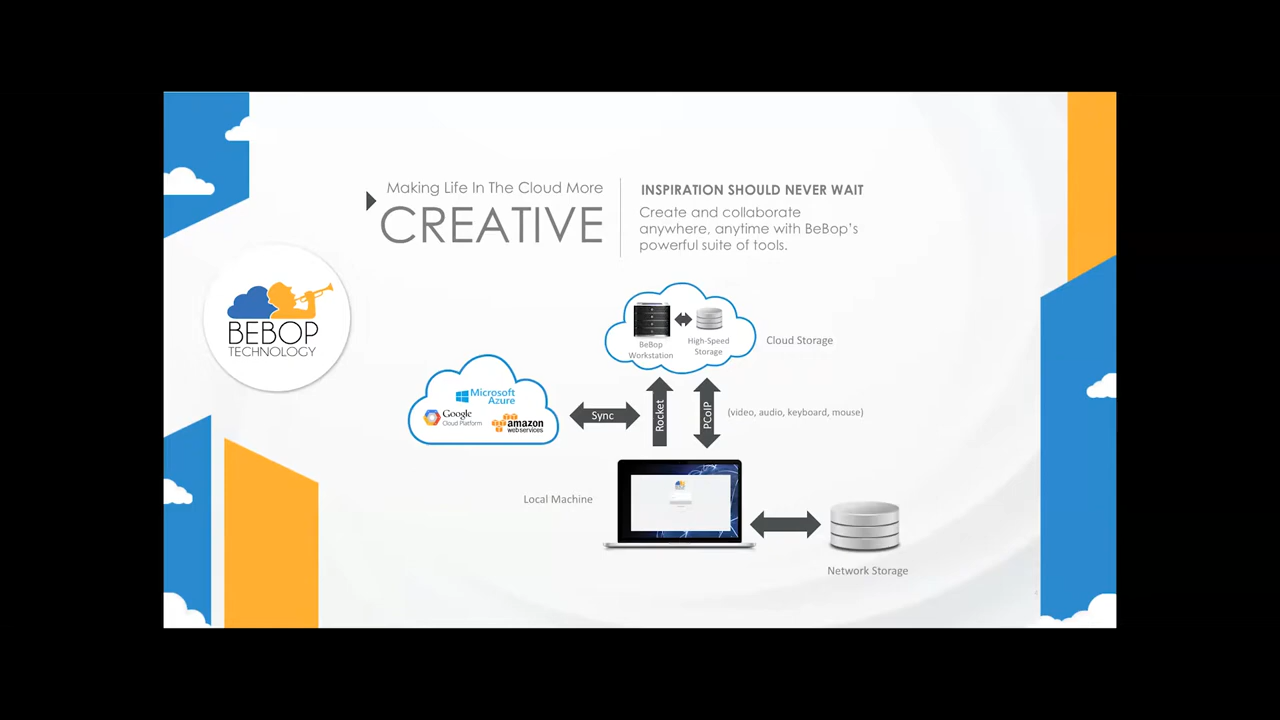 Making Life In The Cloud More
CREATIVE
INSPIRATION SHOULD NEVER WAIT
Create and collaborate
anywhere, anytime with BeBop's
powerful suite of tools.
BEBOP
TECHNOLOGY
BeBop
Workstation
High-Speed
Storage
Cloud Storage
Microsoft
Azure
Google
Cloud Platform
amazon
webservices
Sync
Rocket
PCoIP
(video, audio, keyboard, mouse)
Local Machine
Network Storage